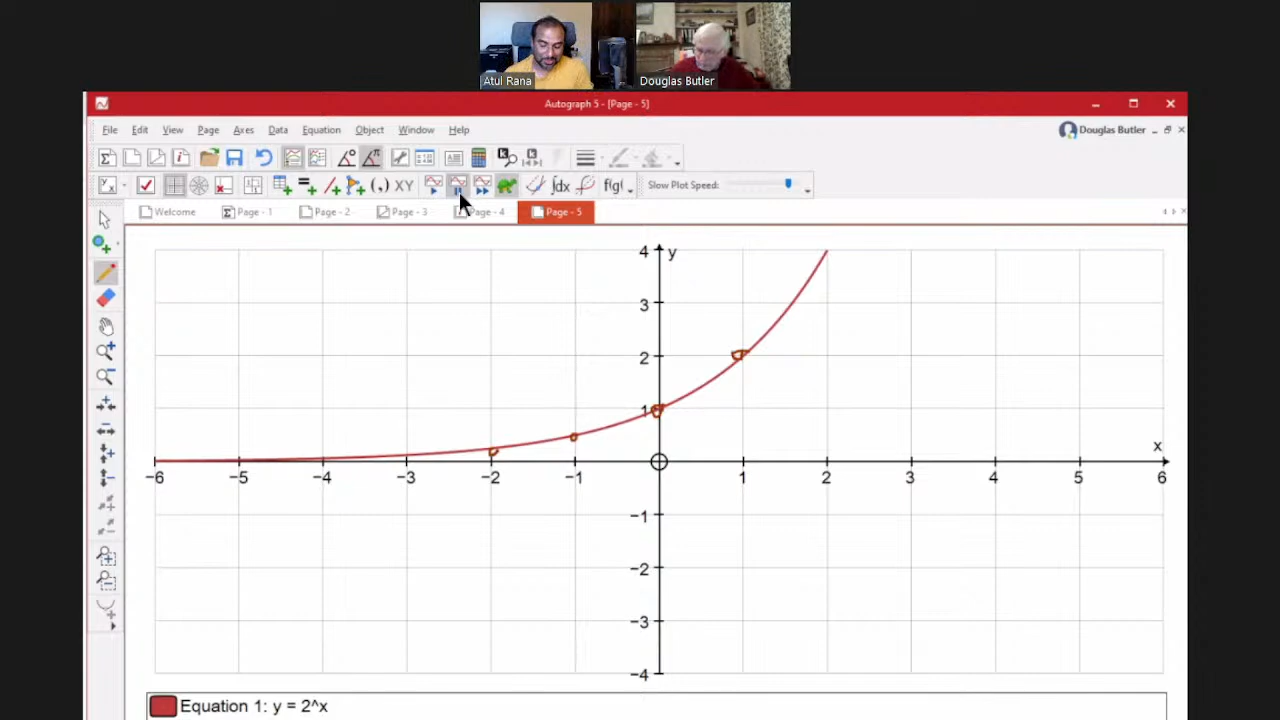 Atul Rana
Douglas Butler
Autograph 5 - [Page - 5]
File Edit View Page Axes Data Equation Object Window Help
Douglas Butler
Slow Plot Speed:
Welcome Page - 1 Page - 2 Page - 3 Page - 4 Page - 5
4 y
3
2
1
x
−6 −5 −4 −3 −2 −1 1 2 3 4 5 6
−1
−2
−3
−4
Equation 1: y = 2^x